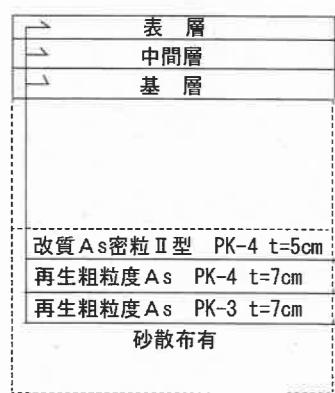 表 層
中間層
基 層
改質As密粒Ⅱ型 PK-4 t=5cm
再生粗粒度As PK-4 t=7cm
再生粗粒度As PK-3 t=7cm
砂散布有